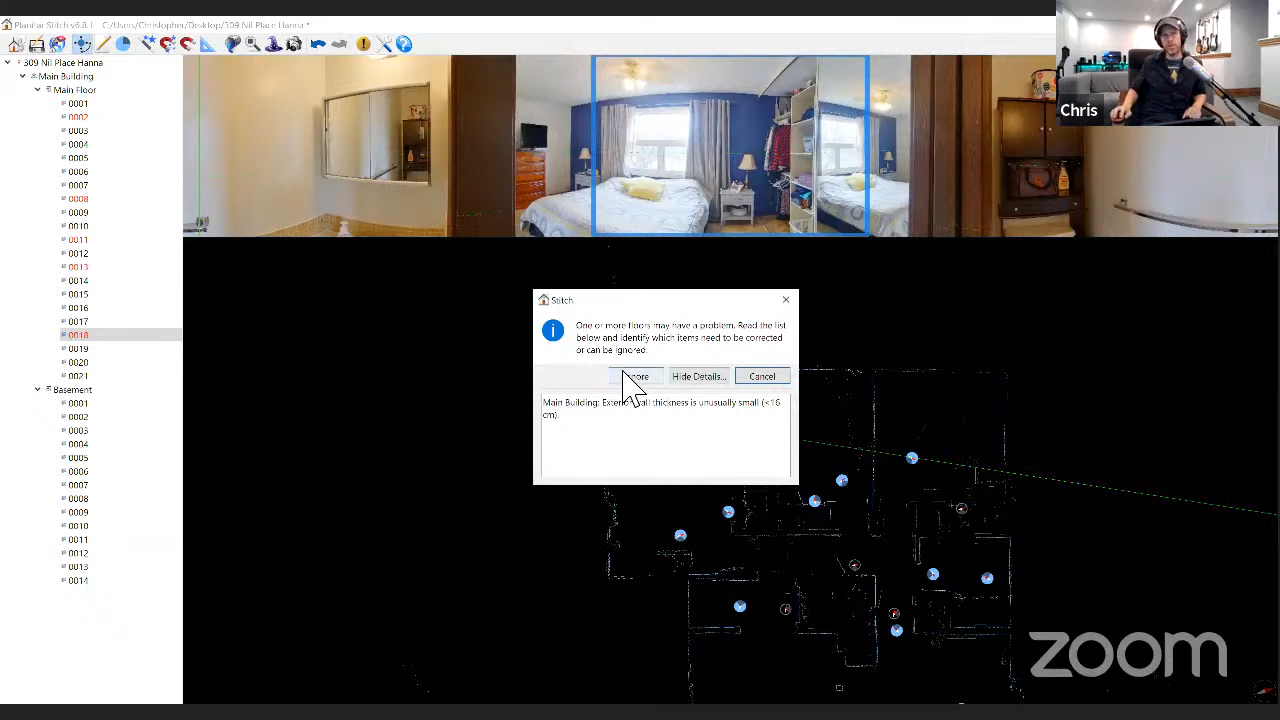 Planitar Stitch v6.8.1 - C:/Users/Christopher/Desktop/309 Nil Place Hanna *
Chris
309 Nil Place Hanna
Main Building
Main Floor
0001
0002
0003
0004
0005
0006
0007
0008
0009
0010
0011
0012
0013
0014
0015
0016
0017
0018
0019
0020
0021
Basement
0001
0002
0003
0004
0005
0006
0007
0008
0009
0010
0011
0012
0013
0014
Stitch
One or more floors may have a problem. Read the list
below and identify which items need to be corrected
or can be ignored.
Hide Details... Cancel
Main Building: wall thickness is unusually small (<16
cm).
zoom